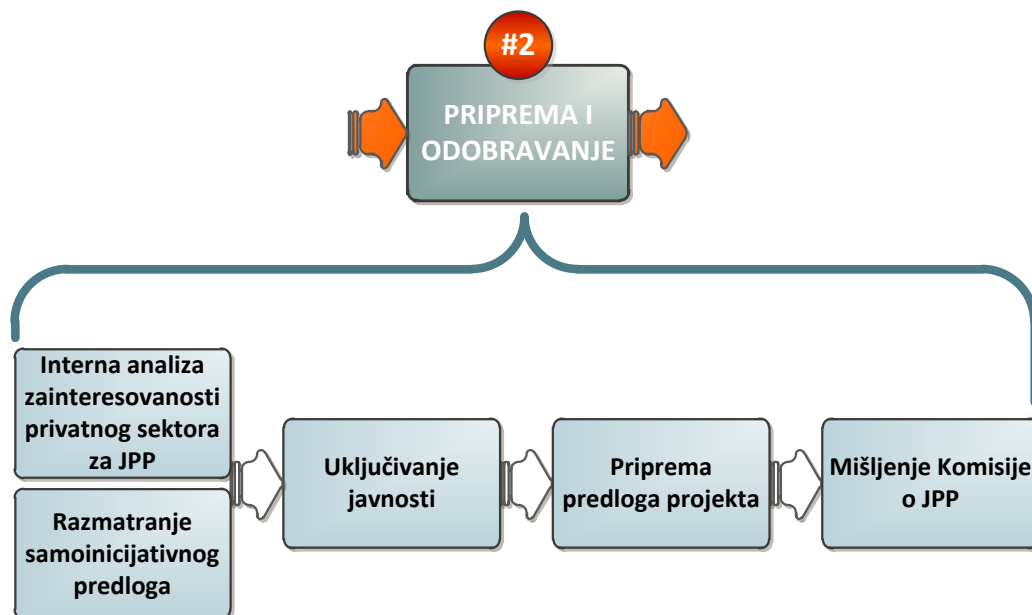 #2
PRIPREMA I
ODOBRAVANJE
Interna analiza
zainteresovanosti
privatnog sektora
za JPP
Razmatranje
samoinicijativnog
predloga
Uključivanje
javnosti
Priprema
predloga projekta
Mišljenje Komisije
o JPP